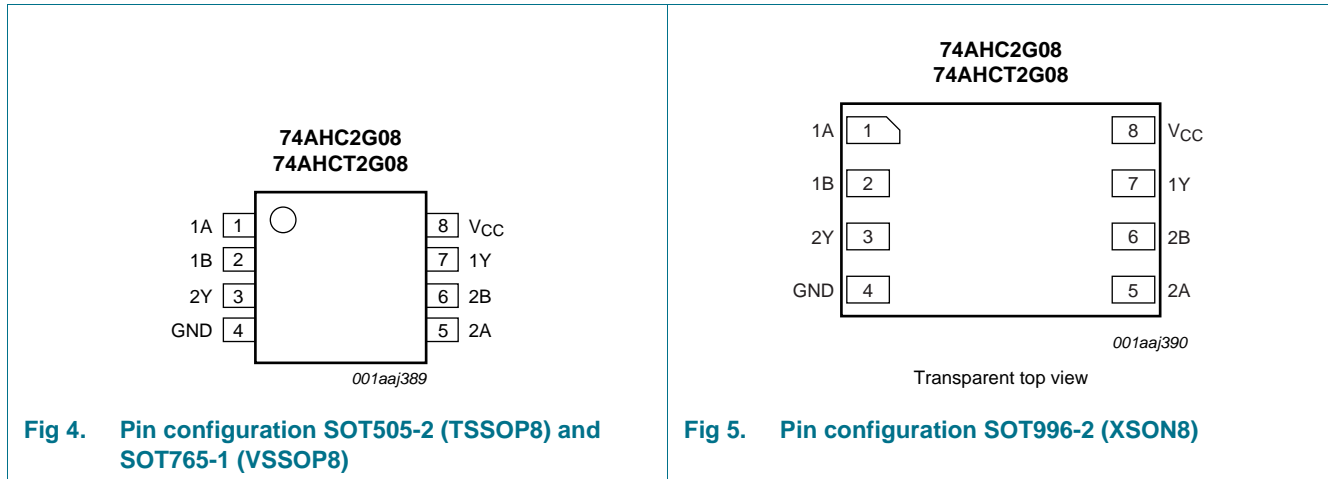 74AHC2G08
74AHCT2G08
1A 1 8 VCC
1B 2 7 1Y
2Y 3 6 2B
GND 4 5 2A
001aaj389
Fig 4. Pin configuration SOT505-2 (TSSOP8) and
SOT765-1 (VSSOP8)
74AHC2G08
74AHCT2G08
1A 1 8 VCC
1B 2 7 1Y
2Y 3 6 2B
GND 4 5 2A
001aaj390
Transparent top view
Fig 5. Pin configuration SOT996-2 (XSON8)